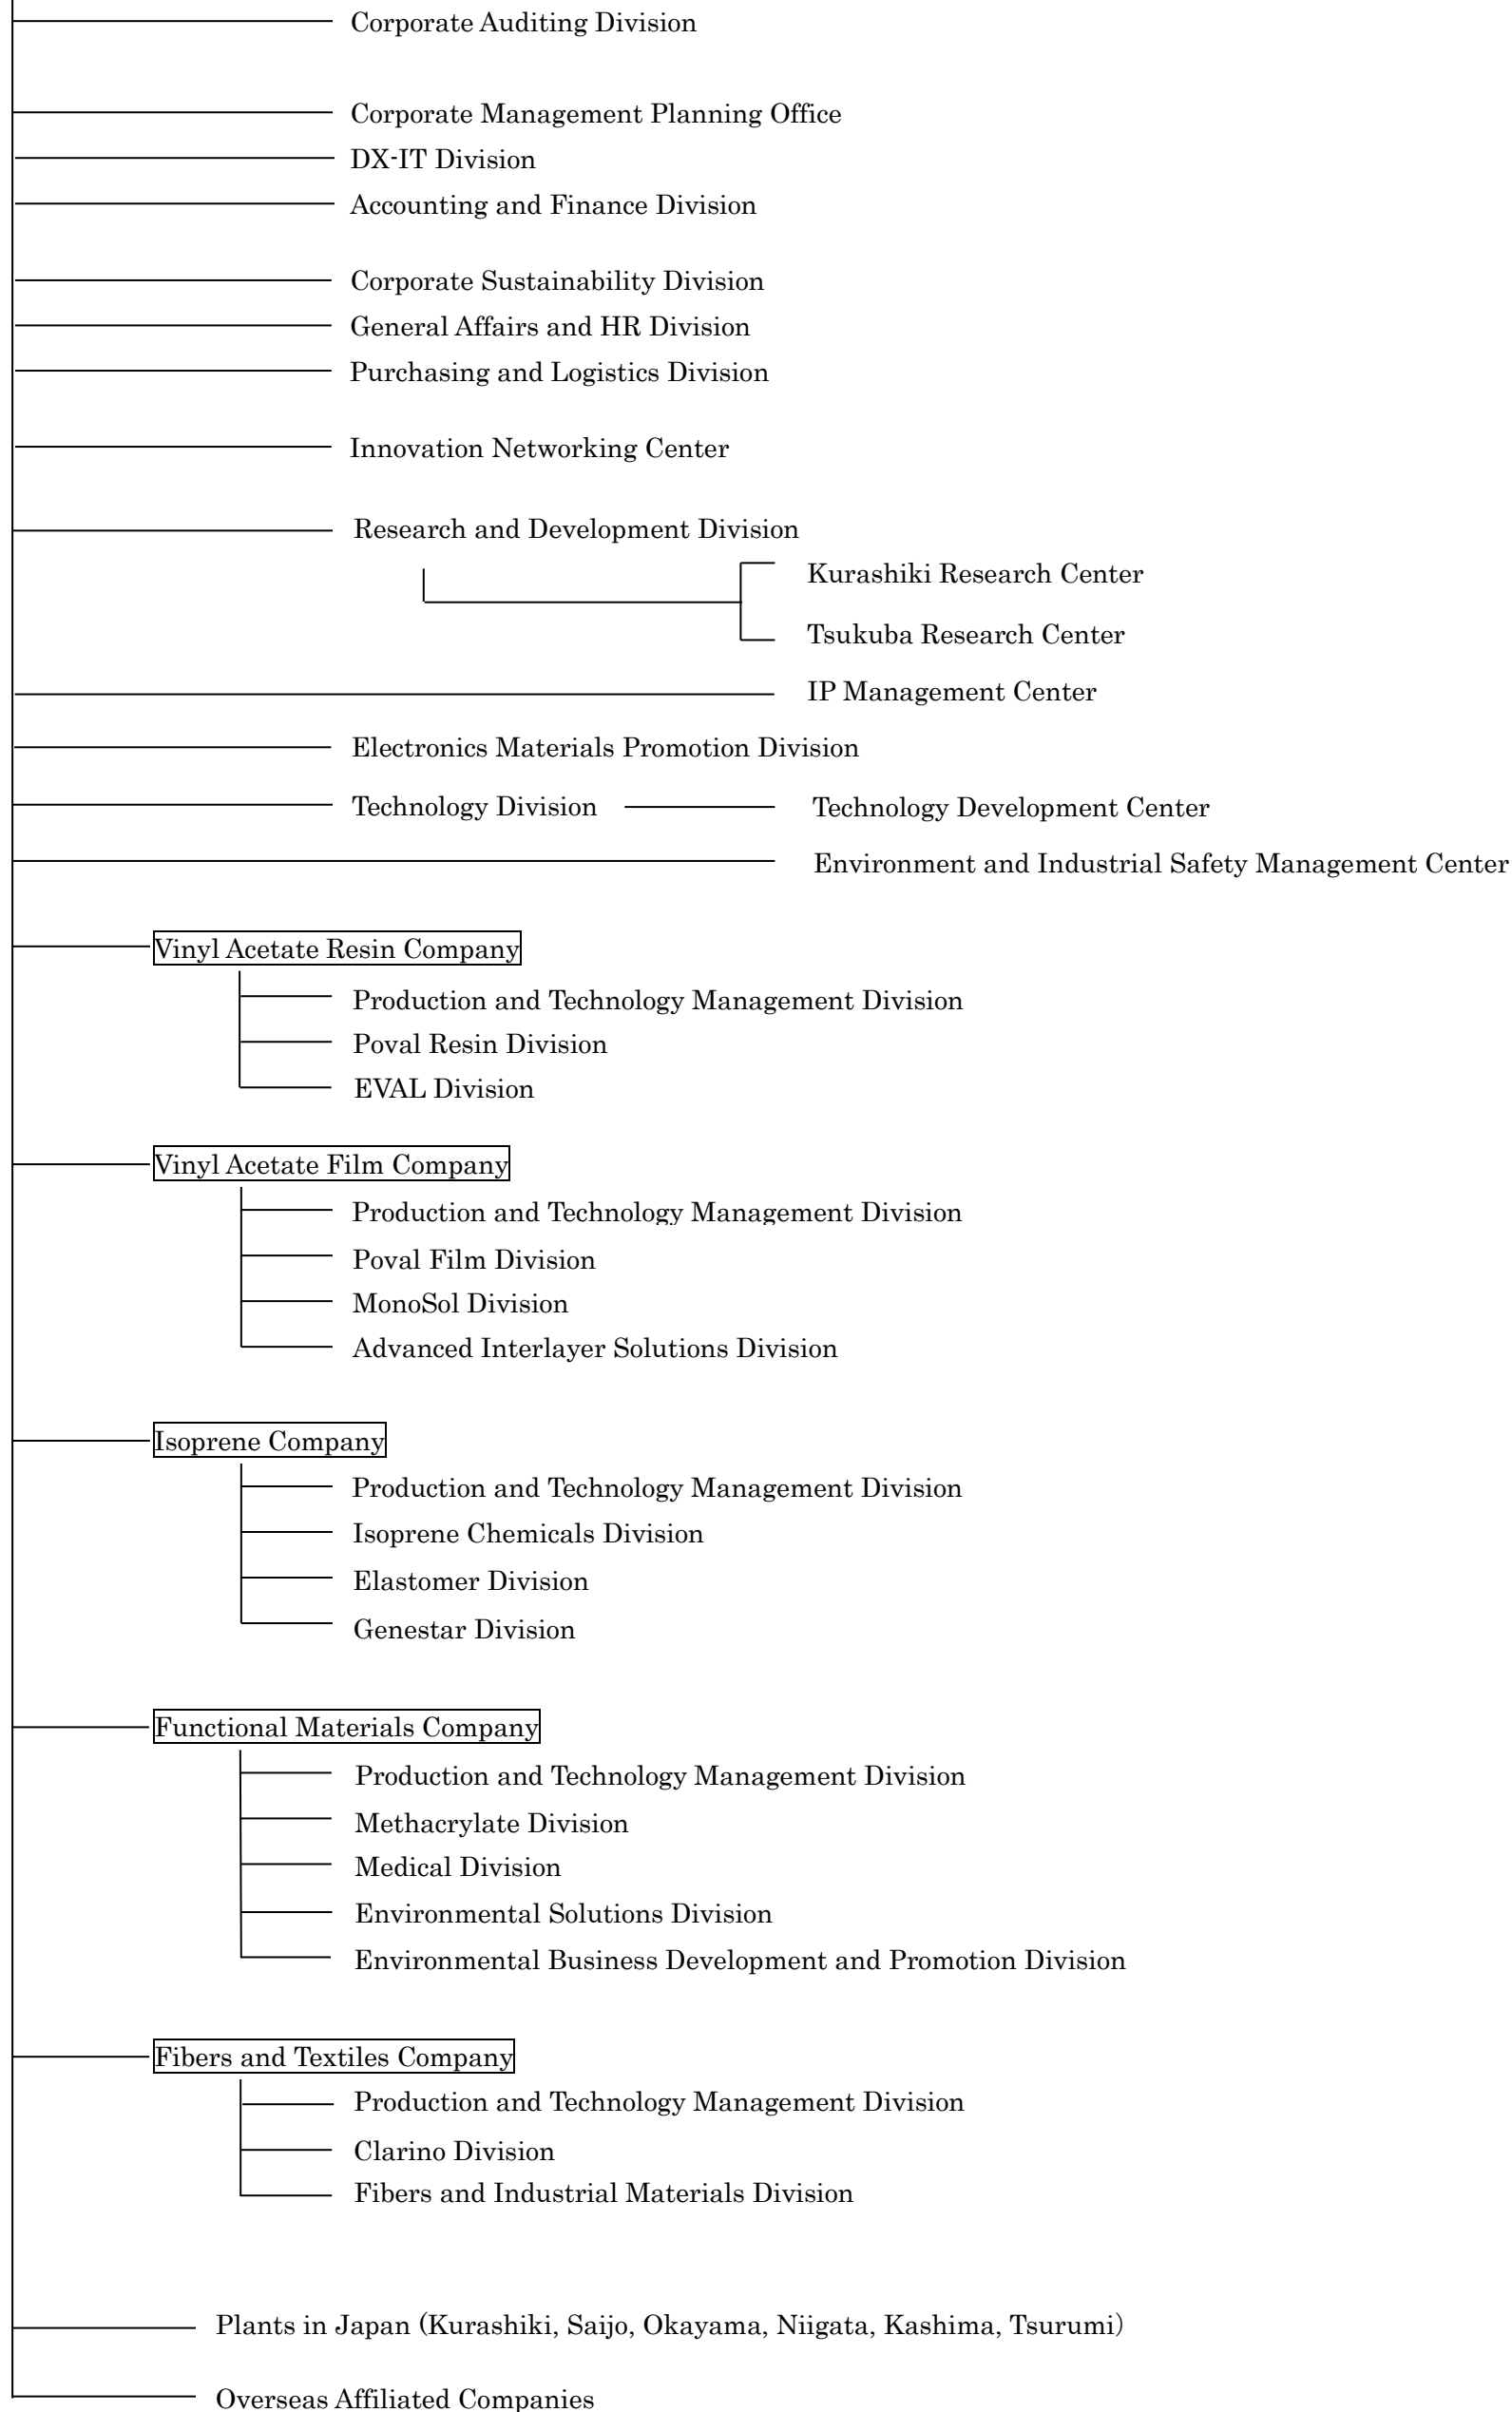 Corporate Auditing Division
Corporate Management Planning Office
DX-IT Division
Accounting and Finance Division
Corporate Sustainability Division
General Affairs and HR Division
Purchasing and Logistics Division
Innovation Networking Center
Research and Development Division
Kurashiki Research Center
Tsukuba Research Center
IP Management Center
Electronics Materials Promotion Division
Technology Division
Technology Development Center
Environment and Industrial Safety Management Center
Vinyl Acetate Resin Company
Production and Technology Management Division
Poval Resin Division
EVAL Division
Vinyl Acetate Film Company
Production and Technology Management Division
Poval Film Division
MonoSol Division
Advanced Interlayer Solutions Division
Isoprene Company
Production and Technology Management Division
Isoprene Chemicals Division
Elastomer Division
Genestar Division
Functional Materials Company
Production and Technology Management Division
Methacrylate Division
Medical Division
Environmental Solutions Division
Environmental Business Development and Promotion Division
Fibers and Textiles Company
Production and Technology Management Division
Clarino Division
Fibers and Industrial Materials Division
Plants in Japan (Kurashiki, Saijo, Okayama, Niigata, Kashima, Tsurumi)
Overseas Affiliated Companies